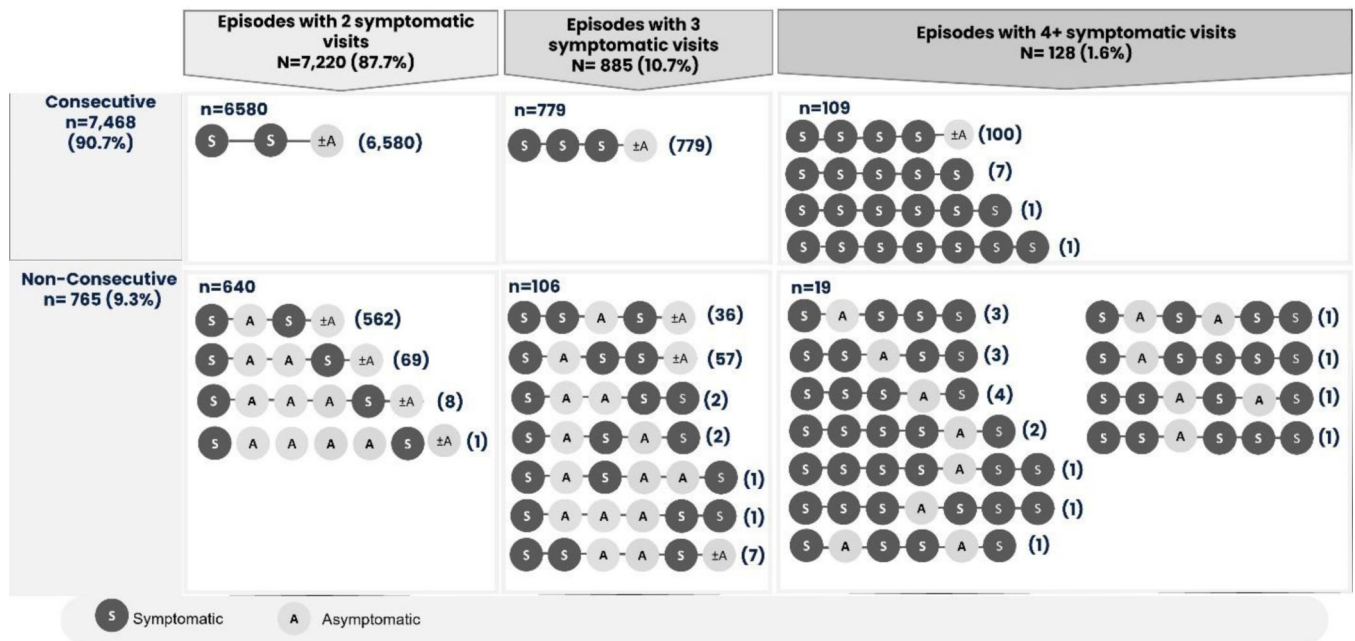 Episodes with 2 symptomatic
visits
N=7,220 (87.7%)
Episodes with 3
symptomatic visits
N= 885 (10.7%)
Episodes with 4+ symptomatic visits
N= 128 (1.6%)
Consecutive
n=7,468
(90.7%)
n=6580
S S ±A (6,580)
n=779
S S S ±A (779)
n=109
S S S S ±A (100)
S S S S S (7)
S S S S S S (1)
S S S S S S S (1)
Non-Consecutive
n= 765 (9.3%)
n=640
S A S ±A (562)
S A A S ±A (69)
S A A A S ±A (8)
S A A A A S ±A (1)
n=106
S S A S ±A (36)
S A S S ±A (57)
S A A S S (2)
S A S A S (2)
S A S A A S (1)
S A A A S S (1)
S S A A S ±A (7)
n=19
S A S S S (3)
S S A S S (3)
S S S A S (4)
S S S S A S (2)
S S S S A S S (1)
S S S A S S S (1)
S A S S A S (1)
S A S A S S (1)
S A S S S S (1)
S S A S A S (1)
S S A S S S (1)
S Symptomatic
A Asymptomatic